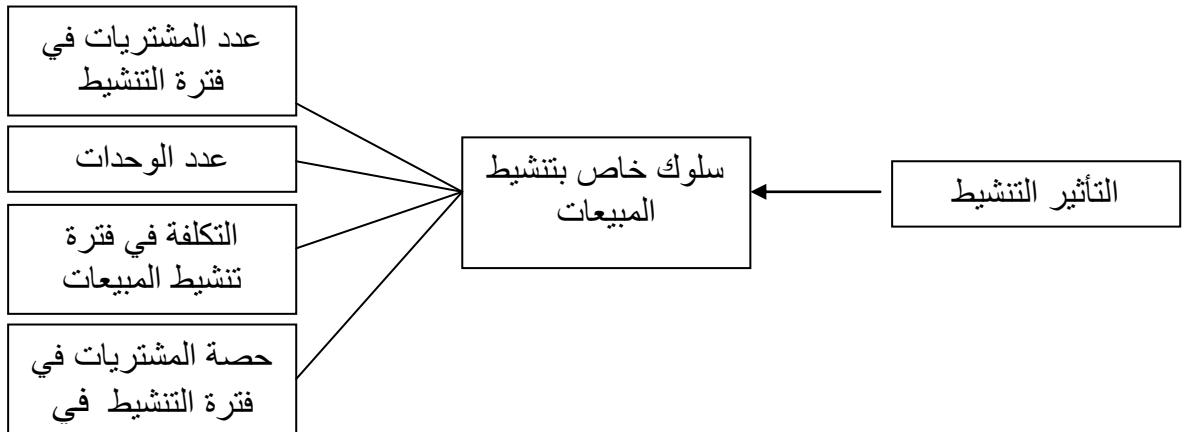 التأثير التنشيط
سلوك خاص بتنشيط
المبيعات
عدد المشتريات في
فترة التنشيط
عدد الوحدات
التكلفة في فترة
تنشيط المبيعات
حصة المشتريات في
فترة التنشيط في